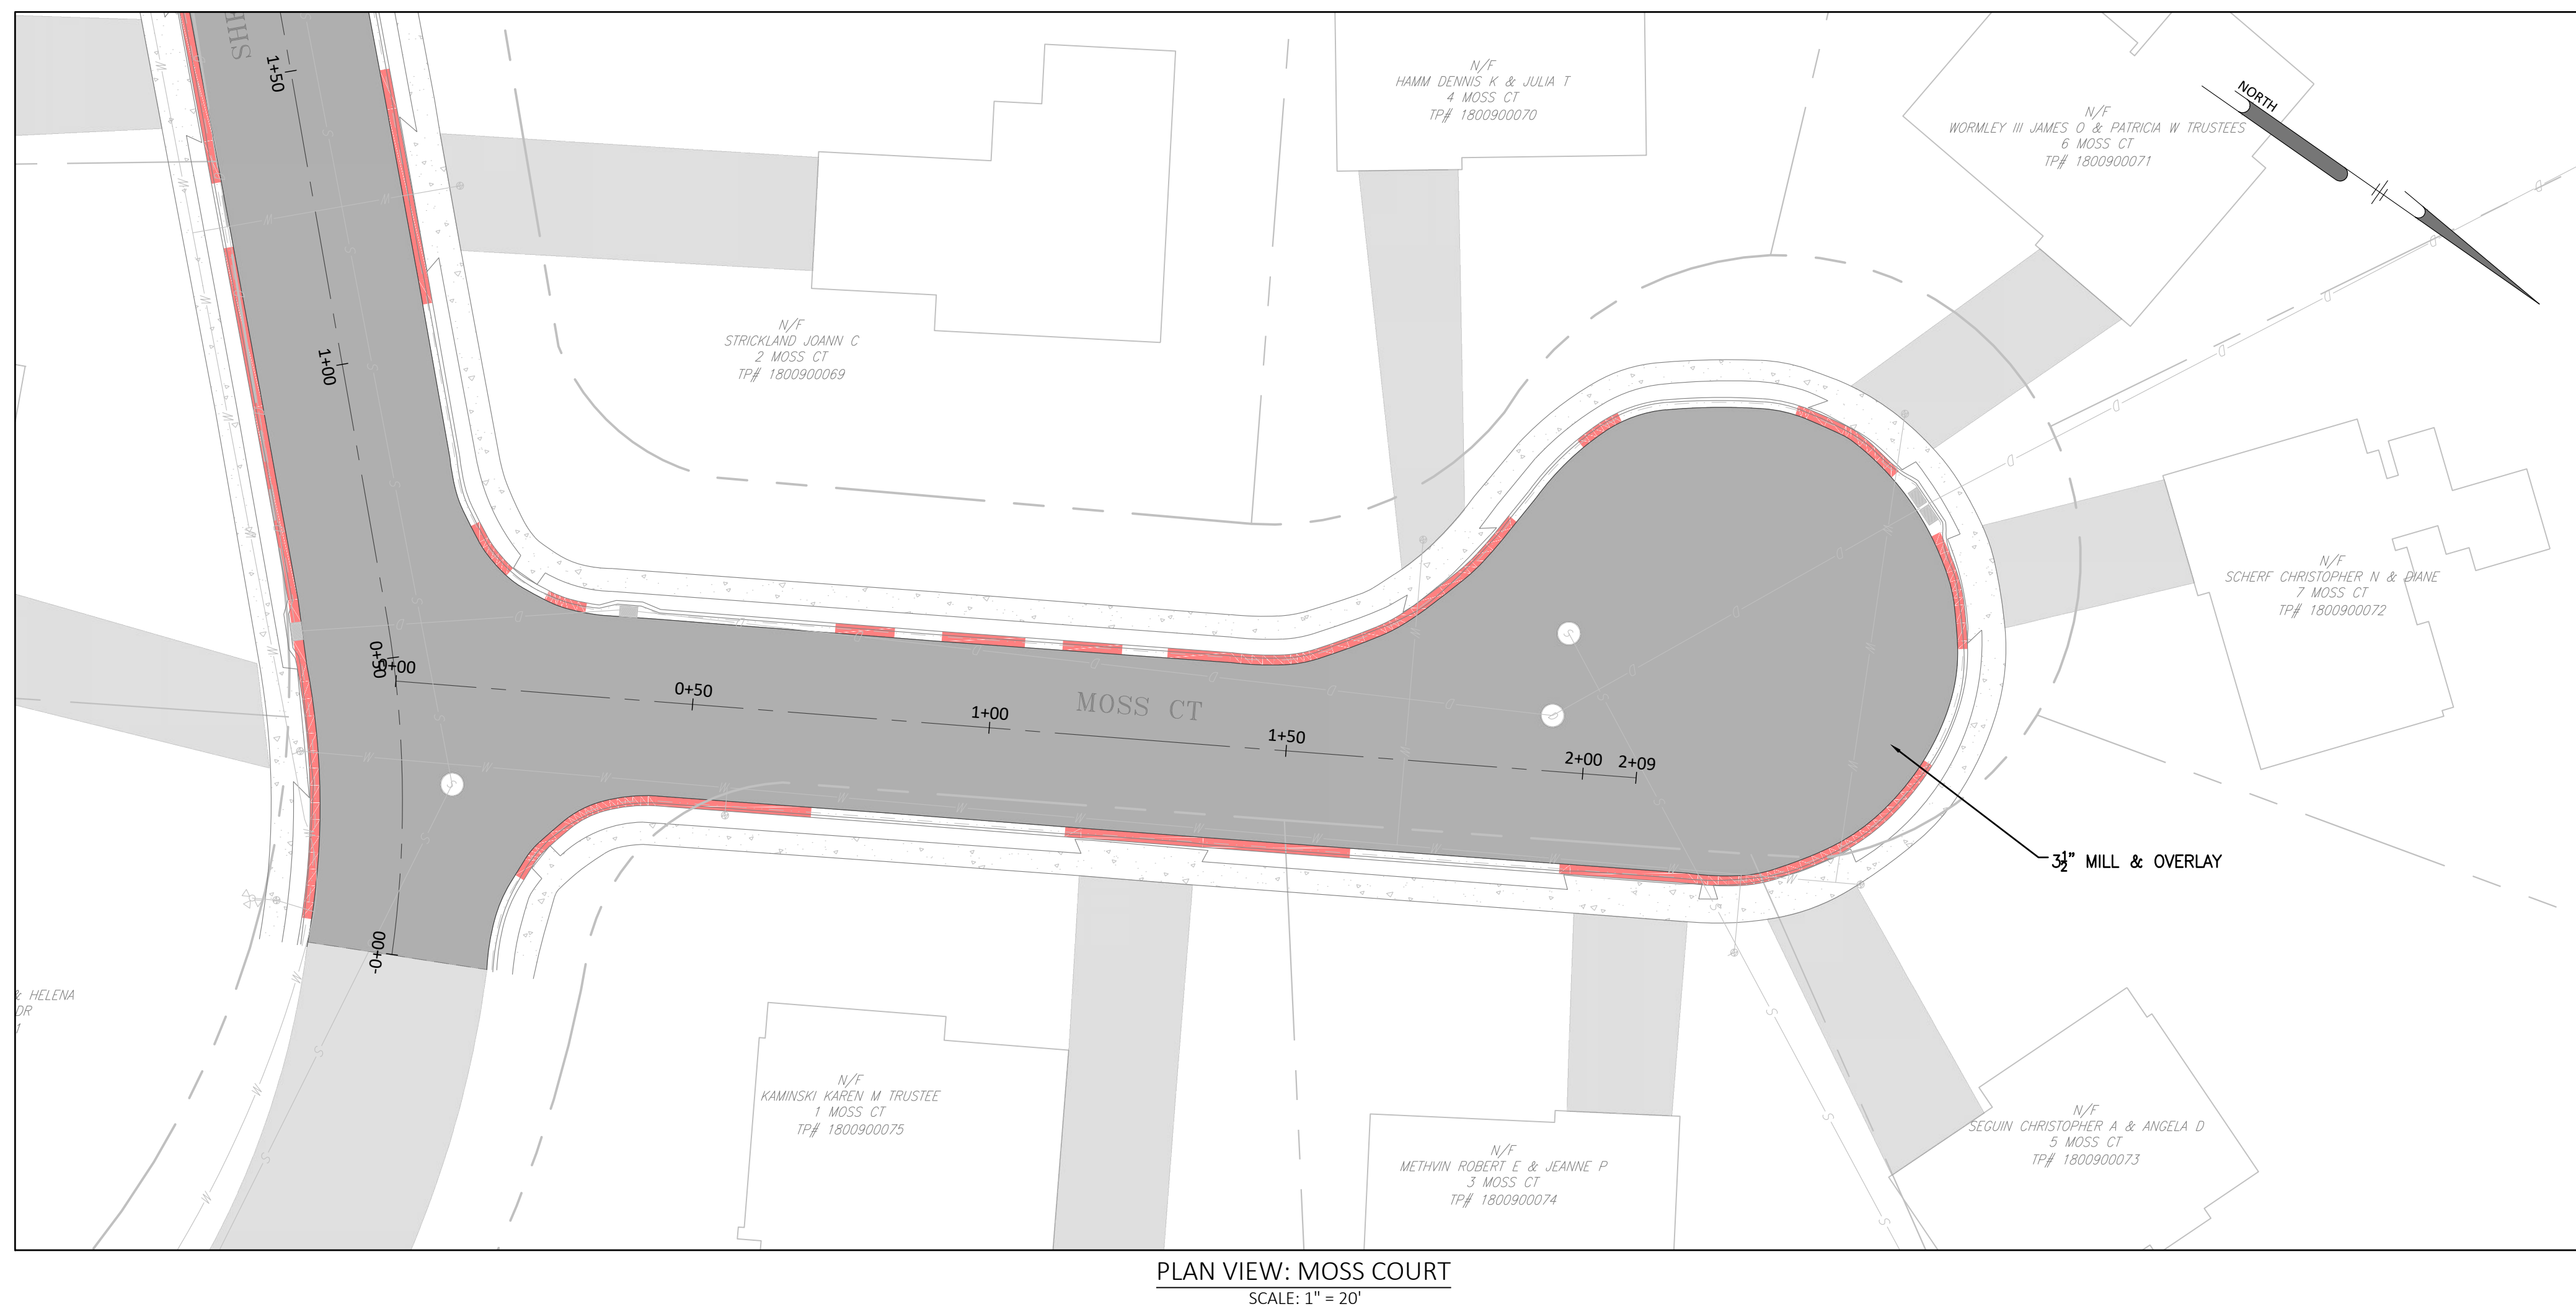 SHH
1+50
N/F
HAMM DENNIS K & JULIA T
4 MOSS CT
TP# 1800900070
N/F
WORMLEY III JAMES O & PATRICIA W TRUSTEES
6 MOSS CT
TP# 1800900071
NORTH
1+00
N/F
STRICKLAND JOANN C
2 MOSS CT
TP# 1800900069
N/F
SCHERF CHRISTOPHER N & DIANE
7 MOSS CT
TP# 1800900072
0+50
0+00
0+50
1+00
MOSS CT
1+50
2+00
2+09
3½" MILL & OVERLAY
-0+00
& HELENA
DR
1
N/F
KAMINSKI KAREN M TRUSTEE
1 MOSS CT
TP# 1800900075
N/F
METHVIN ROBERT E & JEANNE P
3 MOSS CT
TP# 1800900074
N/F
SEGUIN CHRISTOPHER A & ANGELA D
5 MOSS CT
TP# 1800900073
PLAN VIEW: MOSS COURT
SCALE: 1" = 20'